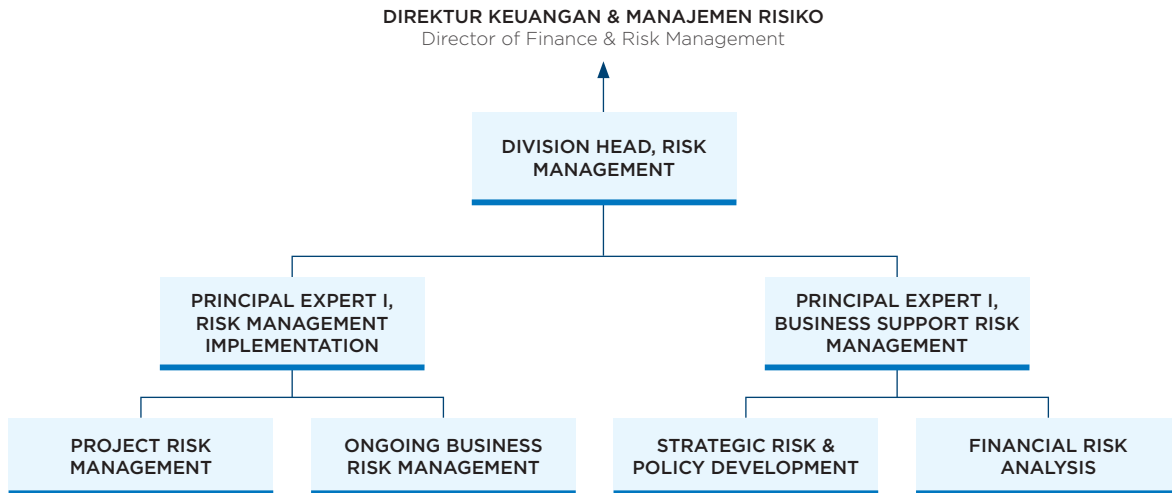 DIREKTUR KEUANGAN & MANAJEMEN RISIKO
Director of Finance & Risk Management
DIVISION HEAD, RISK
MANAGEMENT
PRINCIPAL EXPERT I,
RISK MANAGEMENT
IMPLEMENTATION
PRINCIPAL EXPERT I,
BUSINESS SUPPORT RISK
MANAGEMENT
PROJECT RISK
MANAGEMENT
ONGOING BUSINESS
RISK MANAGEMENT
STRATEGIC RISK &
POLICY DEVELOPMENT
FINANCIAL RISK
ANALYSIS